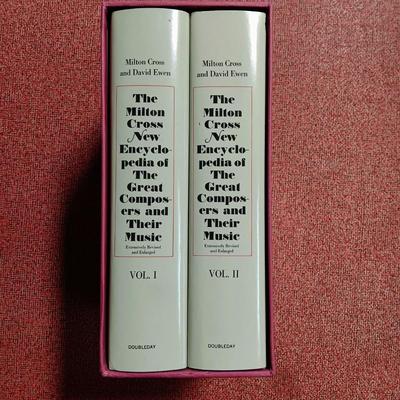 Milton Cross
and David Ewen
The
Milton
Cross
New
Encyclo-
pedia of
The
Great
Compos-
ers and
Their
Music
Extensively Revised
and Enlarged
VOL. I
DOUBLEDAY
Milton Cross
and David Ewen
The
Milton
Cross
New
Encyclo-
pedia of
The
Great
Compos-
ers and
Their
Music
Extensively Revised
and Enlarged
VOL. II
DOUBLEDAY